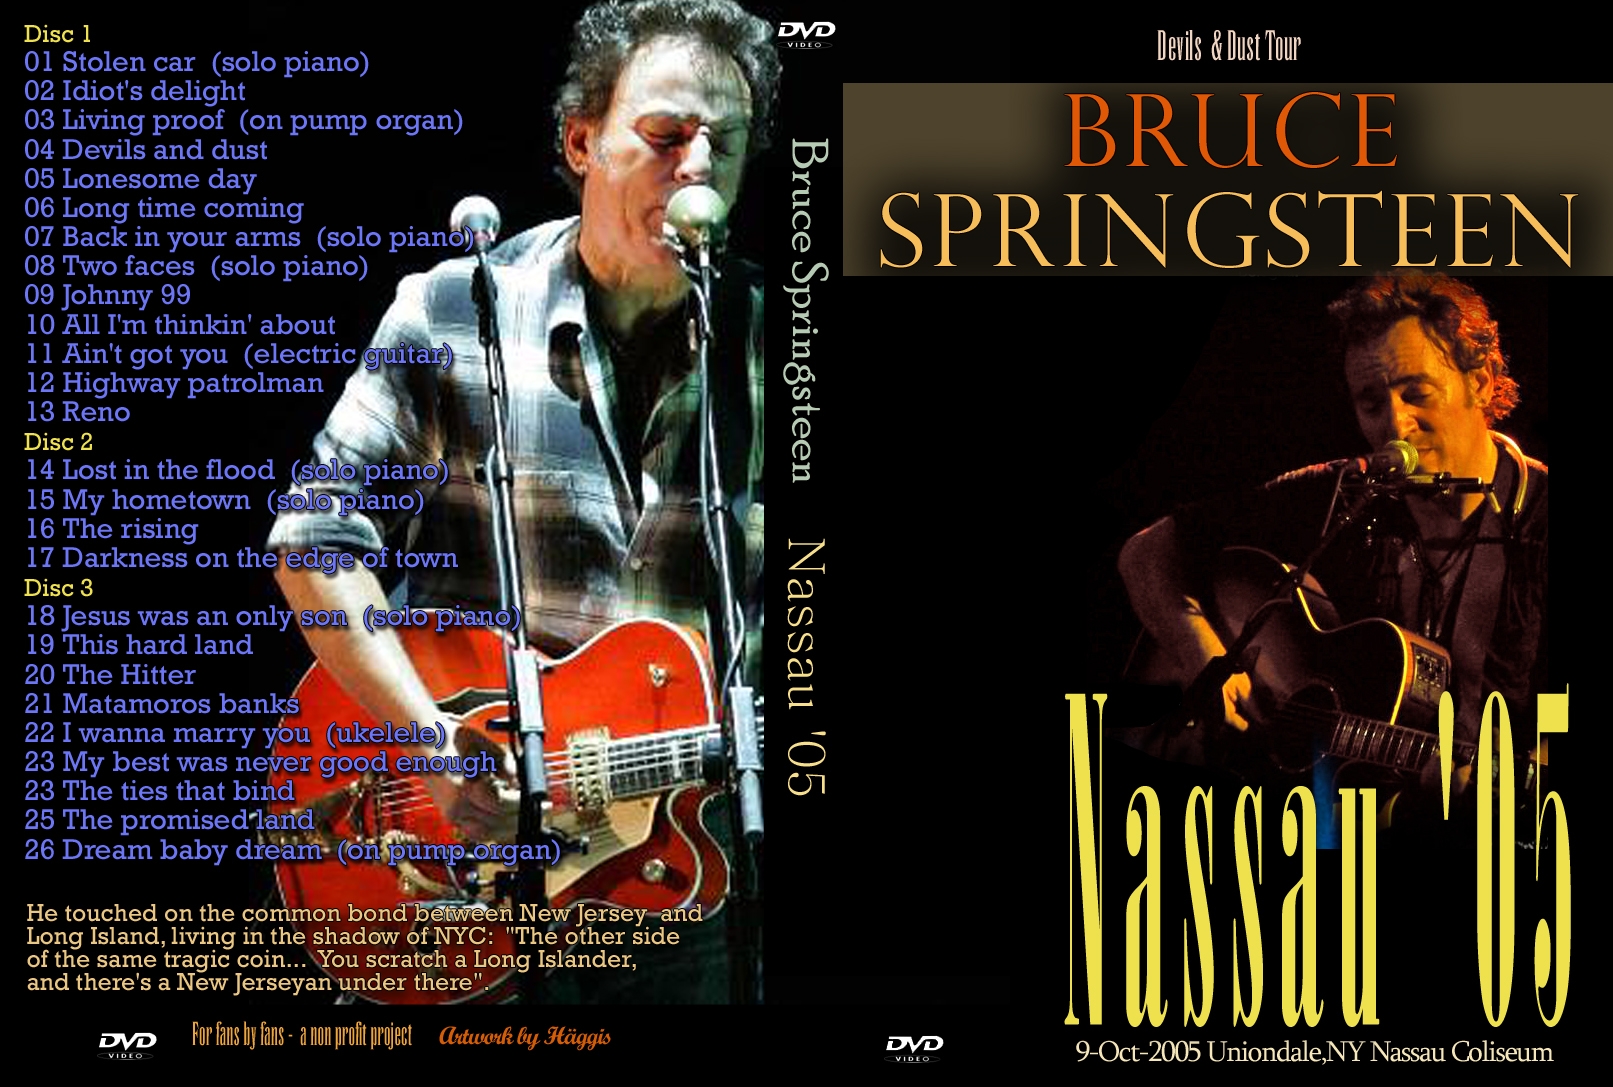 Disc 1
01 Stolen car (solo piano)
02 Idiot's delight
03 Living proof (on pump organ)
04 Devils and dust
05 Lonesome day
06 Long time coming
07 Back in your arms (solo piano)
08 Two faces (solo piano)
09 Johnny 99
10 All I'm thinkin' about
11 Ain't got you (electric guitar)
12 Highway patrolman
13 Reno
Disc 2
14 Lost in the flood (solo piano)
15 My hometown (solo piano)
16 The rising
17 Darkness on the edge of town
Disc 3
18 Jesus was an only son (solo piano)
19 This hard land
20 The Hitter
21 Matamoros banks
22 I wanna marry you (ukelele)
23 My best was never good enough
23 The ties that bind
25 The promised land
26 Dream baby dream (on pump organ)
He touched on the common bond between New Jersey and
Long Island, living in the shadow of NYC: "The other side
of the same tragic coin... You scratch a Long Islander,
and there's a New Jerseyan under there".
DVD
VIDEO
For fans by fans - a non profit project
Artwork by Häggis
DVD
VIDEO
Bruce Springsteen Nassau '05
Devils & Dust Tour
BRUCE
SPRINGSTEEN
Nassau '05
DVD
VIDEO
9-Oct-2005 Uniondale,NY Nassau Coliseum